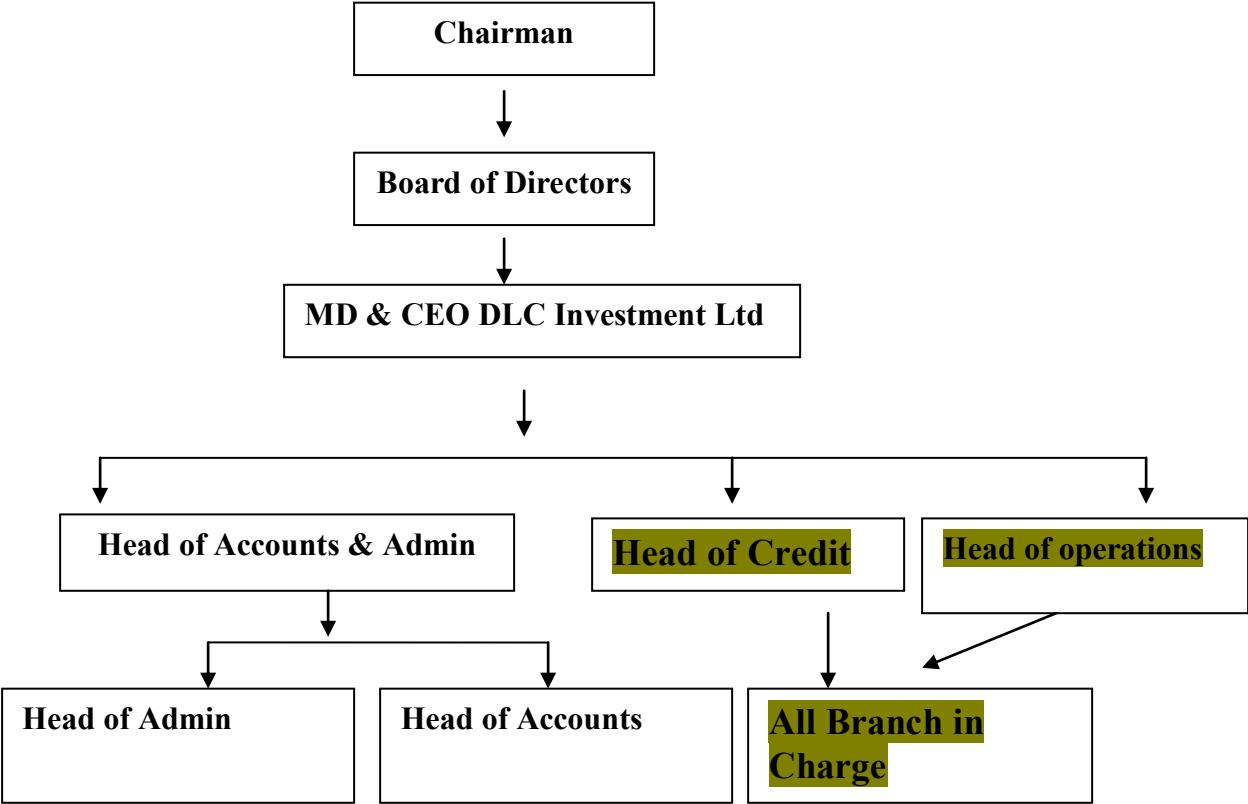 Chairman
Board of Directors
MD & CEO DLC Investment Ltd
Head of Accounts & Admin
Head of Credit
Head of operations
Head of Admin
Head of Accounts
All Branch in
Charge